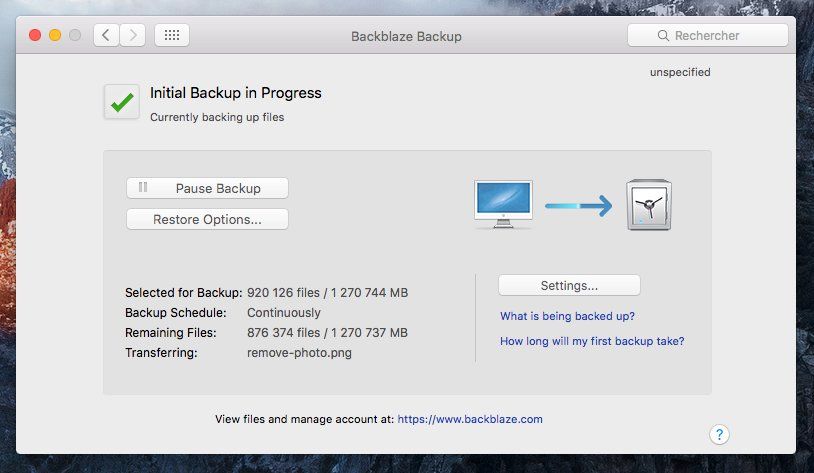 Backblaze Backup
Rechercher
unspecified
Initial Backup in Progress
Currently backing up files
Pause Backup
Restore Options...
Selected for Backup: 920 126 files / 1 270 744 MB
Backup Schedule: Continuously
Remaining Files: 876 374 files / 1 270 737 MB
Transferring: remove-photo.png
Settings...
What is being backed up?
How long will my first backup take?
View files and manage account at: https://www.backblaze.com
?